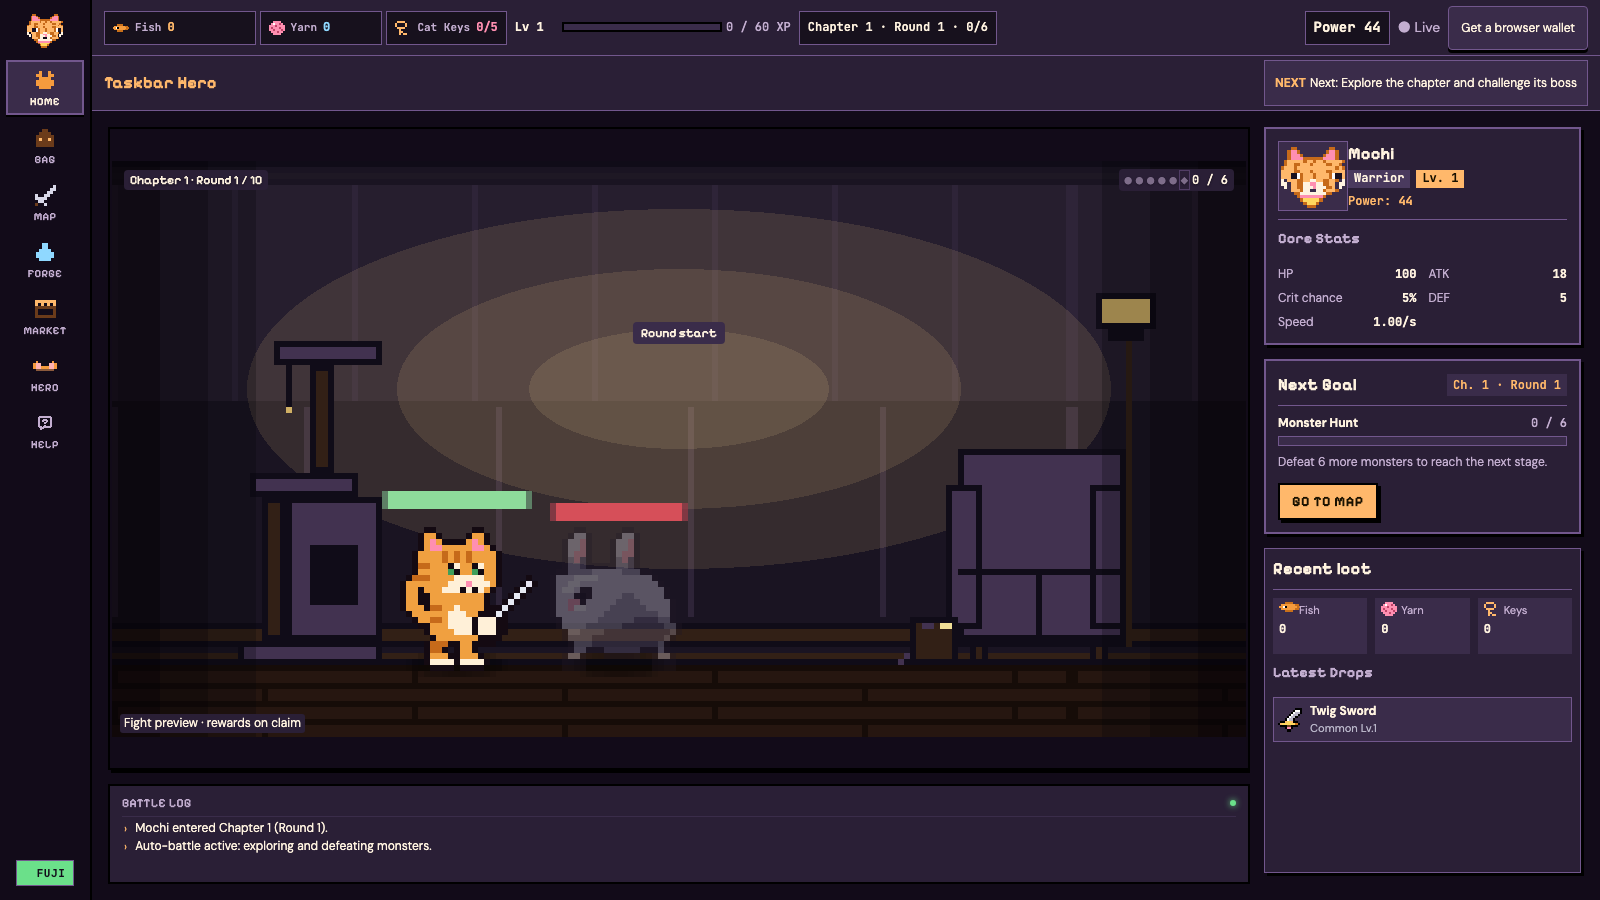 Fish 0
Yarn 0
Cat Keys 0/5
Lv 1
0 / 60 XP
Chapter 1 · Round 1 · 0/6
Power 44
Live
Get a browser wallet
HOME
BAG
MAP
FORGE
MARKET
HERO
HELP
FUJI
Taskbar Hero
NEXT Next: Explore the chapter and challenge its boss
Chapter 1 · Round 1 / 10
0 / 6
Round start
Fight preview · rewards on claim
BATTLE LOG
› Mochi entered Chapter 1 (Round 1).
› Auto-battle active: exploring and defeating monsters.
Mochi
Warrior Lv. 1
Power: 44
Core Stats
HP 100 ATK 18
Crit chance 5% DEF 5
Speed 1.00/s
Next Goal Ch. 1 · Round 1
Monster Hunt 0 / 6
Defeat 6 more monsters to reach the next stage.
GO TO MAP
Recent loot
Fish Yarn Keys
0 0 0
Latest Drops
Twig Sword
Common Lv.1